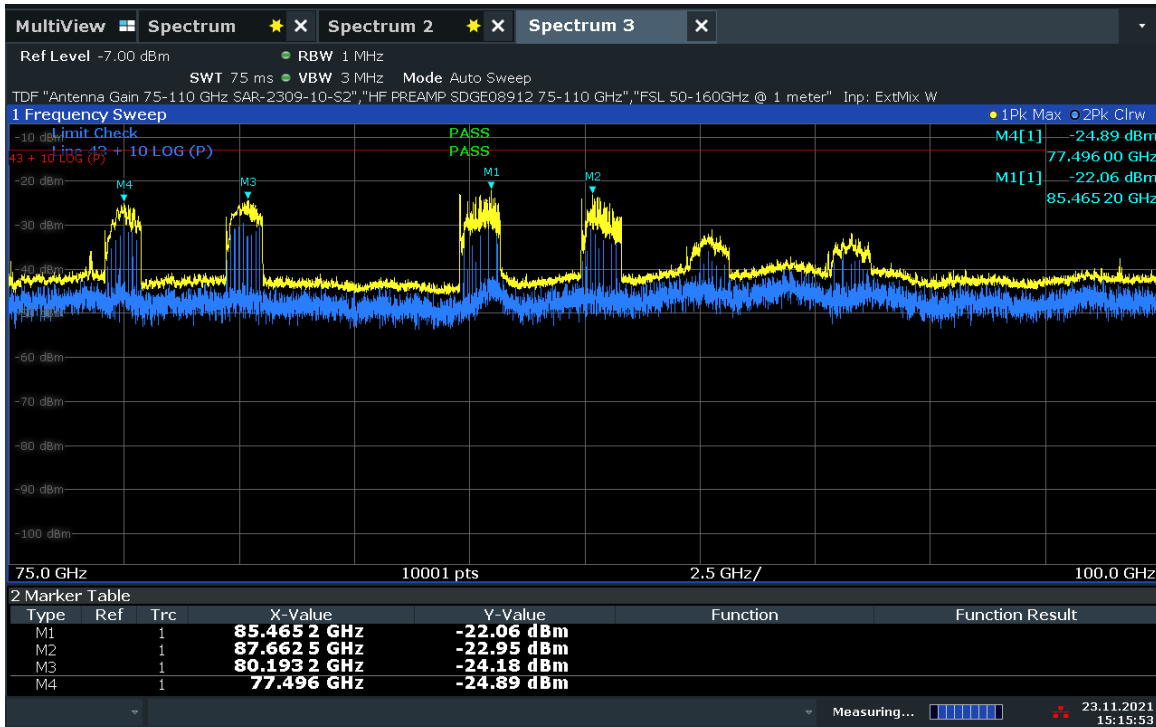 MultiView Spectrum Spectrum 2 Spectrum 3
Ref Level -7.00 dBm RBW 1 MHz
SWT 75 ms VBW 3 MHz Mode Auto Sweep
TDF "Antenna Gain 75-110 GHz SAR-2309-10-S2","HF PREAMP SDGE08912 75-110 GHz","FSL 50-160GHz @ 1 meter" Inp: ExtMix W
1 Frequency Sweep 1Pk Max 2Pk Clrw
-10 dBm Limit Check PASS M4[1] -24.89 dBm
Line 43 + 10 LOG (P) PASS 77.496 00 GHz
43 + 10 LOG (P)
-20 dBm M1[1] -22.06 dBm
85.465 20 GHz
M4 M3 M1 M2
-30 dBm
-40 dBm
-60 dBm
-70 dBm
-80 dBm
-90 dBm
-100 dBm
75.0 GHz 10001 pts 2.5 GHz/ 100.0 GHz
2 Marker Table
Type Ref Trc X-Value Y-Value Function Function Result
M1 1 85.465 2 GHz -22.06 dBm
M2 1 87.662 5 GHz -22.95 dBm
M3 1 80.193 2 GHz -24.18 dBm
M4 1 77.496 GHz -24.89 dBm
Measuring... 23.11.2021
15:15:53